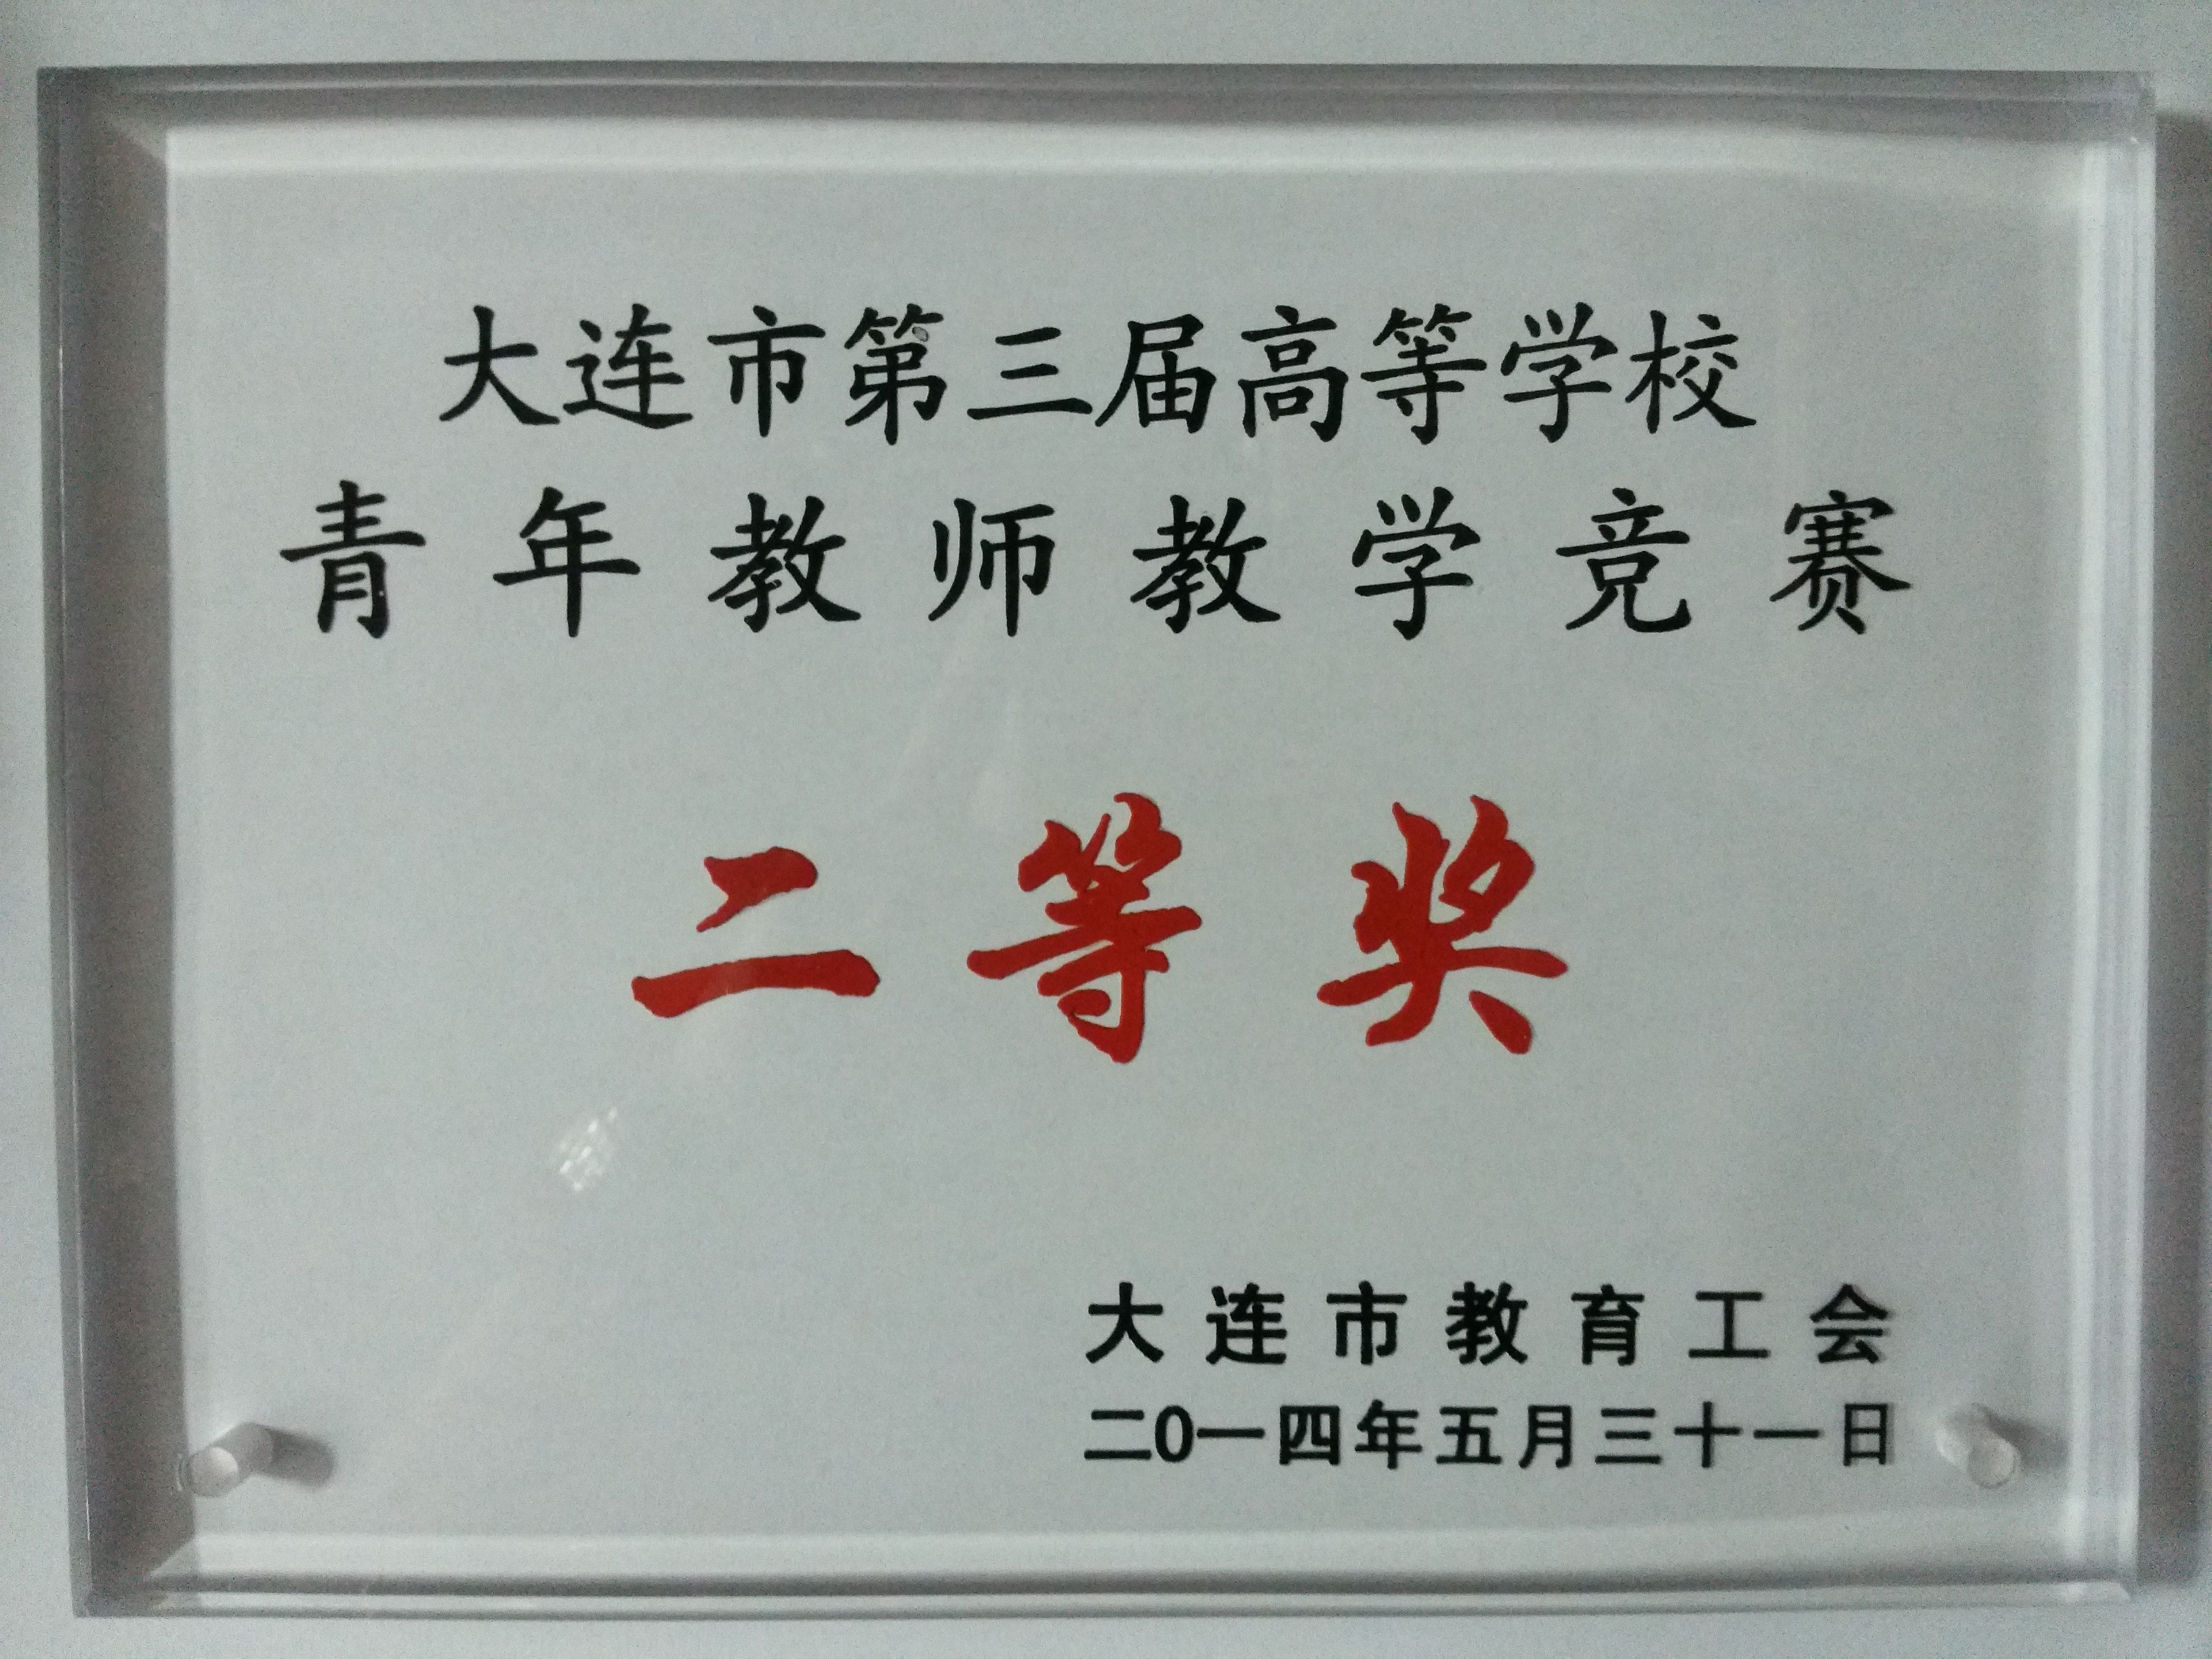 大连市第三届高等学校
青年教师教学竞赛
二等奖
大连市教育工会
二0一四年五月三十一日